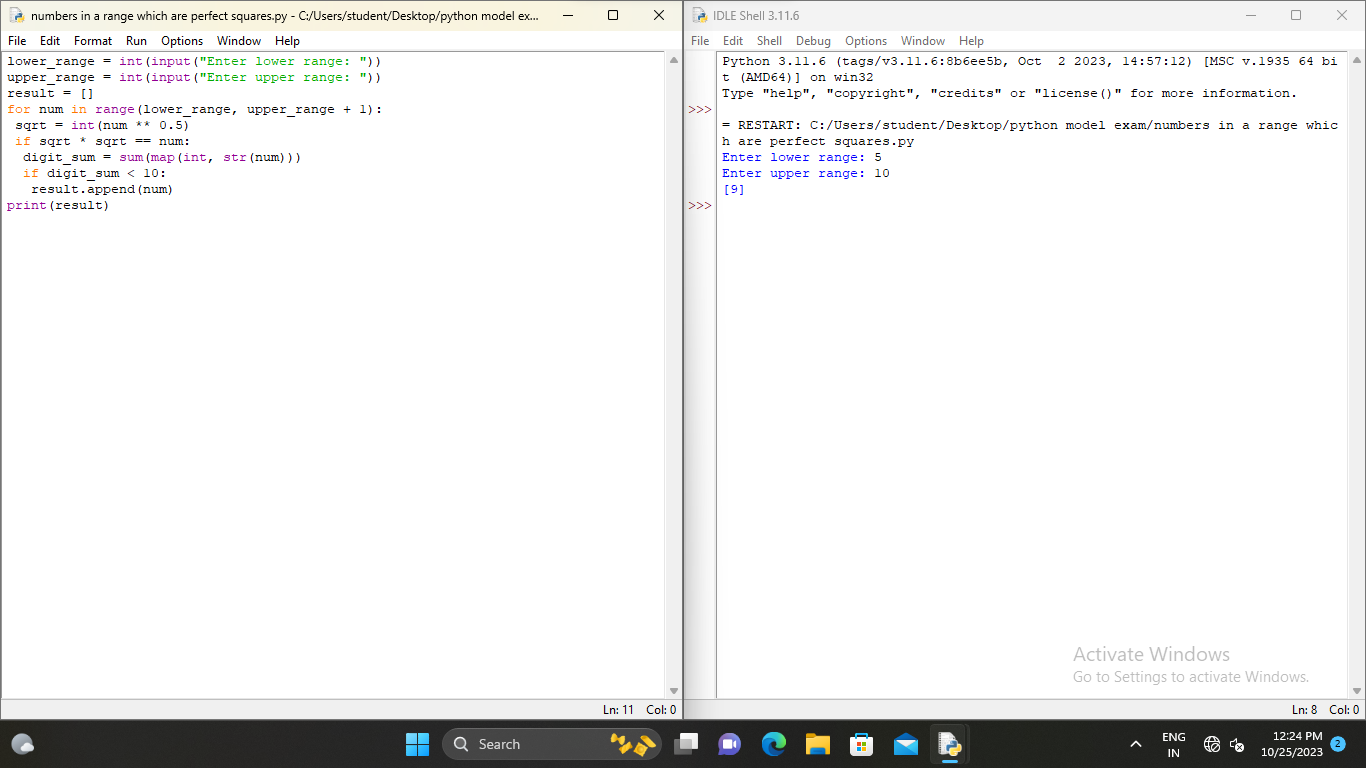 numbers in a range which are perfect squares.py - C:/Users/student/Desktop/python model ex...
File Edit Format Run Options Window Help
lower_range = int(input("Enter lower range: "))
upper_range = int(input("Enter upper range: "))
result = []
for num in range(lower_range, upper_range + 1):
 sqrt = int(num ** 0.5)
 if sqrt * sqrt == num:
  digit_sum = sum(map(int, str(num)))
  if digit_sum < 10:
   result.append(num)
print(result)
Ln: 11 Col: 0
IDLE Shell 3.11.6
File Edit Shell Debug Options Window Help
Python 3.11.6 (tags/v3.11.6:8b6ee5b, Oct  2 2023, 14:57:12) [MSC v.1935 64 bi
t (AMD64)] on win32
Type "help", "copyright", "credits" or "license()" for more information.
>>>
= RESTART: C:/Users/student/Desktop/python model exam/numbers in a range whic
h are perfect squares.py
Enter lower range: 5
Enter upper range: 10
[9]
>>>
Activate Windows
Go to Settings to activate Windows.
Ln: 8 Col: 0
Search
ENG
IN
12:24 PM
10/25/2023
2